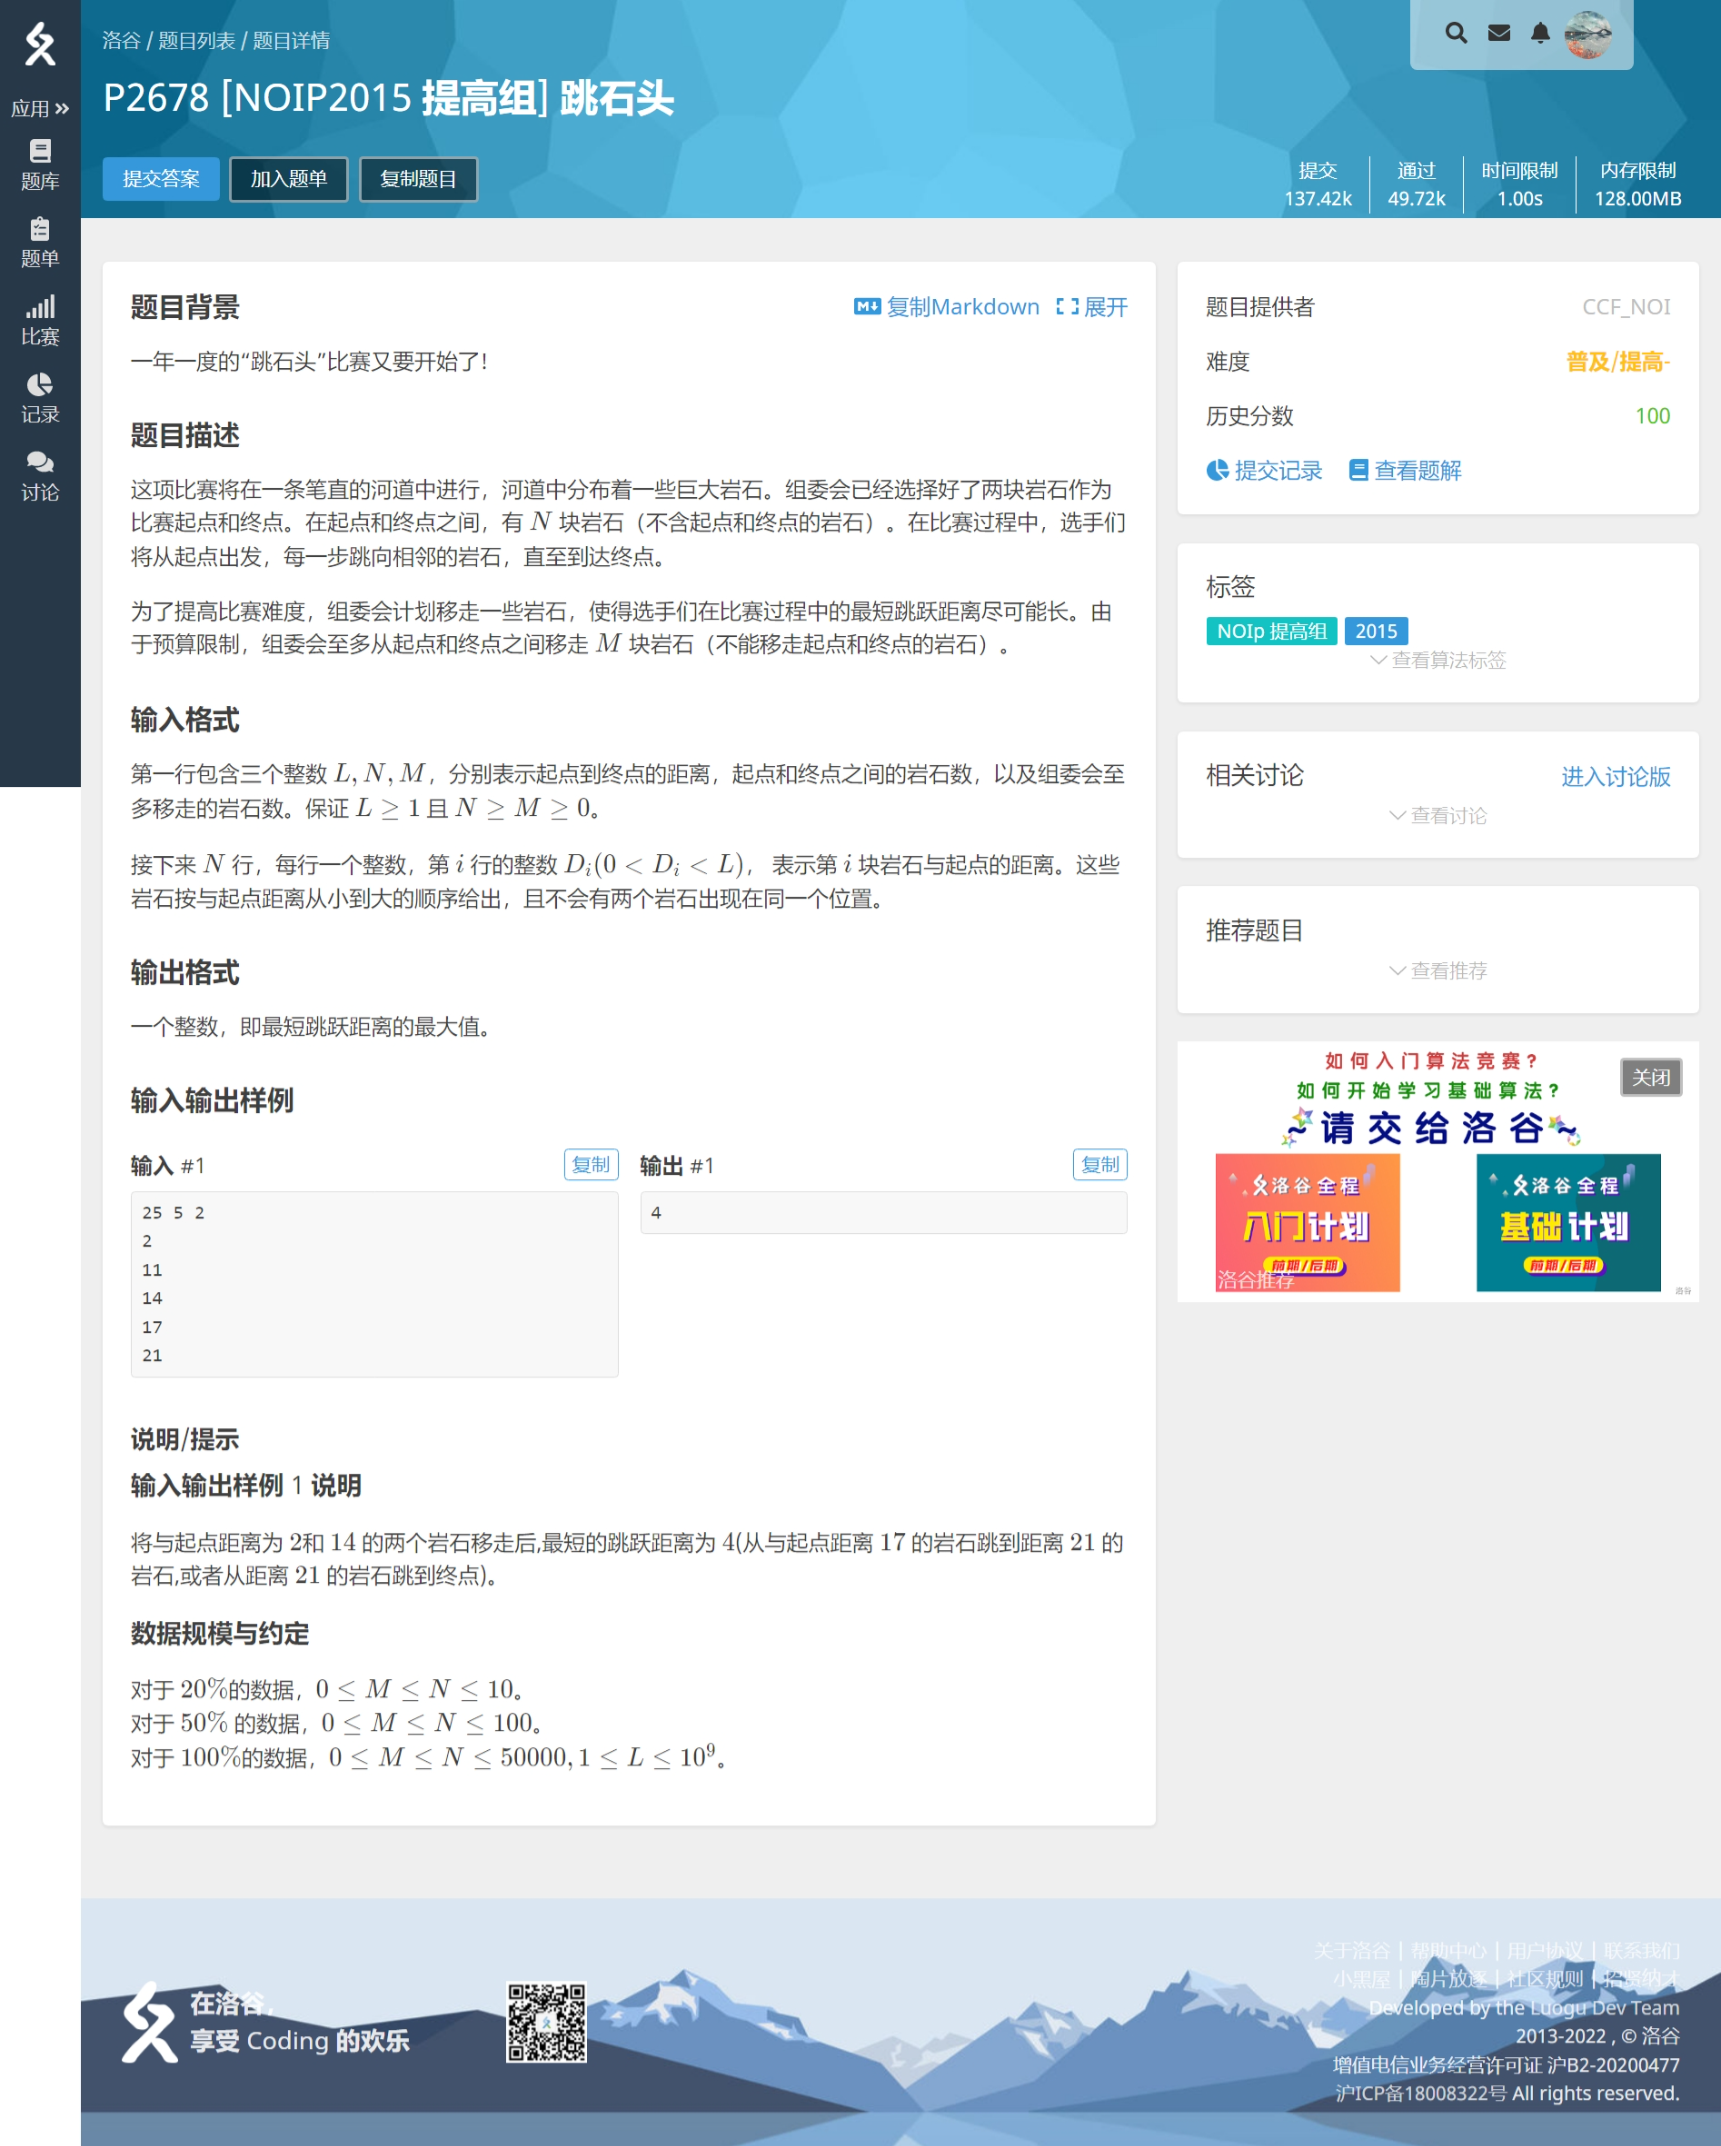 洛谷 / 题目列表 / 题目详情
P2678 [NOIP2015 提高组] 跳石头
应用
题库
题单
比赛
记录
讨论
提交答案
加入题单
复制题目
提交
137.42k
通过
49.72k
时间限制
1.00s
内存限制
128.00MB
题目背景
复制Markdown 展开
一年一度的“跳石头”比赛又要开始了!
题目描述
这项比赛将在一条笔直的河道中进行，河道中分布着一些巨大岩石。组委会已经选择好了两块岩石作为
比赛起点和终点。在起点和终点之间，有 N 块岩石（不含起点和终点的岩石）。在比赛过程中，选手们
将从起点出发，每一步跳向相邻的岩石，直至到达终点。
为了提高比赛难度，组委会计划移走一些岩石，使得选手们在比赛过程中的最短跳跃距离尽可能长。由
于预算限制，组委会至多从起点和终点之间移走 M 块岩石（不能移走起点和终点的岩石）。
输入格式
第一行包含三个整数 L, N, M，分别表示起点到终点的距离，起点和终点之间的岩石数，以及组委会至
多移走的岩石数。保证 L ≥ 1 且 N ≥ M ≥ 0。
接下来 N 行，每行一个整数，第 i 行的整数 Dᵢ(0 < Dᵢ < L)， 表示第 i 块岩石与起点的距离。这些
岩石按与起点距离从小到大的顺序给出，且不会有两个岩石出现在同一个位置。
输出格式
一个整数，即最短跳跃距离的最大值。
输入输出样例
输入 #1 复制
25 5 2
2
11
14
17
21
输出 #1 复制
4
说明/提示
输入输出样例 1 说明
将与起点距离为 2和 14 的两个岩石移走后,最短的跳跃距离为 4(从与起点距离 17 的岩石跳到距离 21 的
岩石,或者从距离 21 的岩石跳到终点)。
数据规模与约定
对于 20%的数据，0 ≤ M ≤ N ≤ 10。
对于 50% 的数据，0 ≤ M ≤ N ≤ 100。
对于 100%的数据，0 ≤ M ≤ N ≤ 50000, 1 ≤ L ≤ 10⁹。
题目提供者 CCF_NOI
难度 普及/提高-
历史分数 100
提交记录 查看题解
标签
NOIp 提高组 2015
查看算法标签
相关讨论 进入讨论版
查看讨论
推荐题目
查看推荐
如何入门算法竞赛?
关闭
如何开始学习基础算法?
~请交给洛谷~
洛谷全程
入门计划
前期/后期
洛谷推荐
洛谷全程
基础计划
前期/后期
洛谷
在洛谷,
享受 Coding 的欢乐
关于洛谷 | 帮助中心 | 用户协议 | 联系我们
小黑屋 | 陶片放逐 | 社区规则 | 招贤纳才
Developed by the Luogu Dev Team
2013-2022 , © 洛谷
增值电信业务经营许可证 沪B2-20200477
沪ICP备18008322号 All rights reserved.